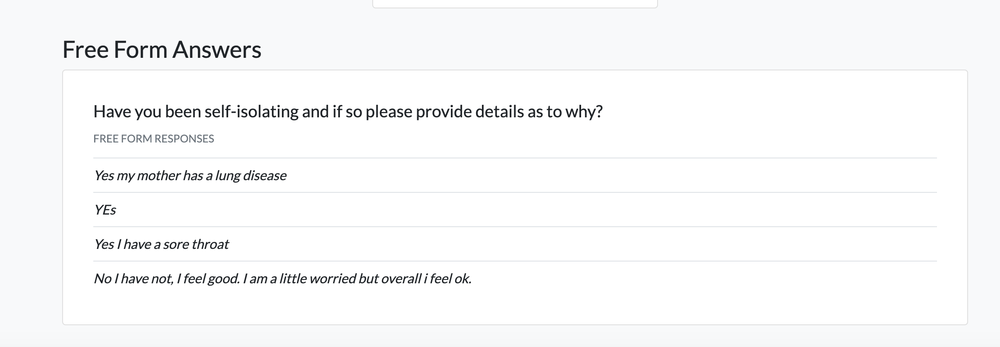 Free Form Answers
Have you been self-isolating and if so please provide details as to why?
FREE FORM RESPONSES
Yes my mother has a lung disease
YEs
Yes I have a sore throat
No I have not, I feel good. I am a little worried but overall i feel ok.